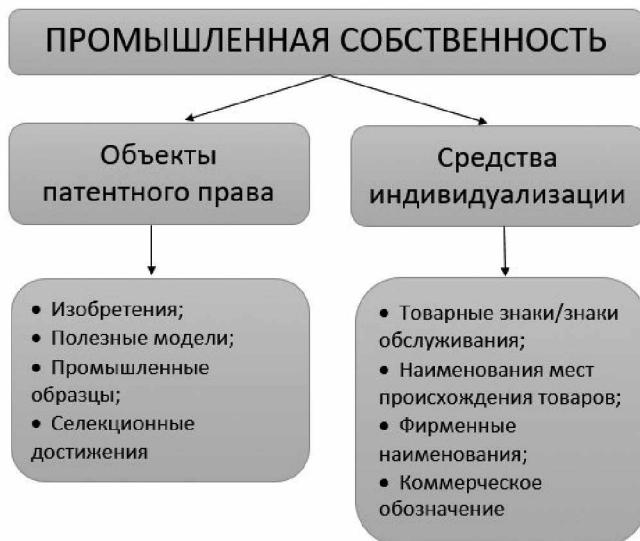 ПРОМЫШЛЕННАЯ СОБСТВЕННОСТЬ
Объекты
патентного права
Средства
индивидуализации
• Изобретения;
• Полезные модели;
• Промышленные
образцы;
• Селекционные
достижения
• Товарные знаки/знаки
обслуживания;
• Наименования мест
происхождения товаров;
• Фирменные
наименования;
• Коммерческое
обозначение